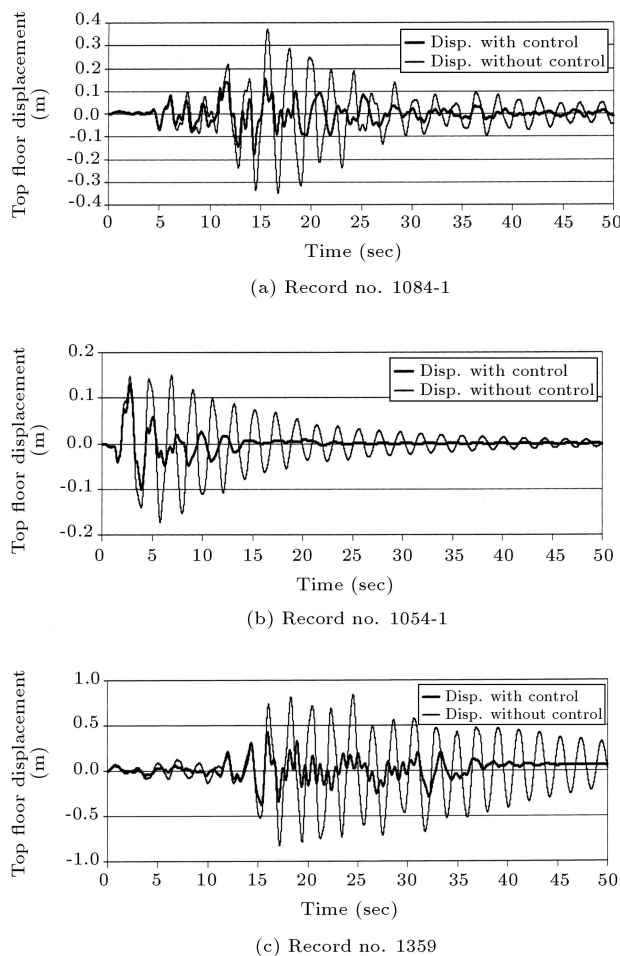 Top floor displacement
(m)
0.4
0.3
0.2
0.1
0.0
-0.1
-0.2
-0.3
-0.4
Disp. with control
Disp. without control
0 5 10 15 20 25 30 35 40 45 50
Time (sec)
(a) Record no. 1084-1
Top floor displacement
(m)
0.2
0.1
0.0
-0.1
-0.2
Disp. with control
Disp. without control
0 5 10 15 20 25 30 35 40 45 50
Time (sec)
(b) Record no. 1054-1
Top floor displacement
(m)
1.0
0.5
0.0
-0.5
-1.0
Disp. with control
Disp. without control
0 5 10 15 20 25 30 35 40 45 50
Time (sec)
(c) Record no. 1359